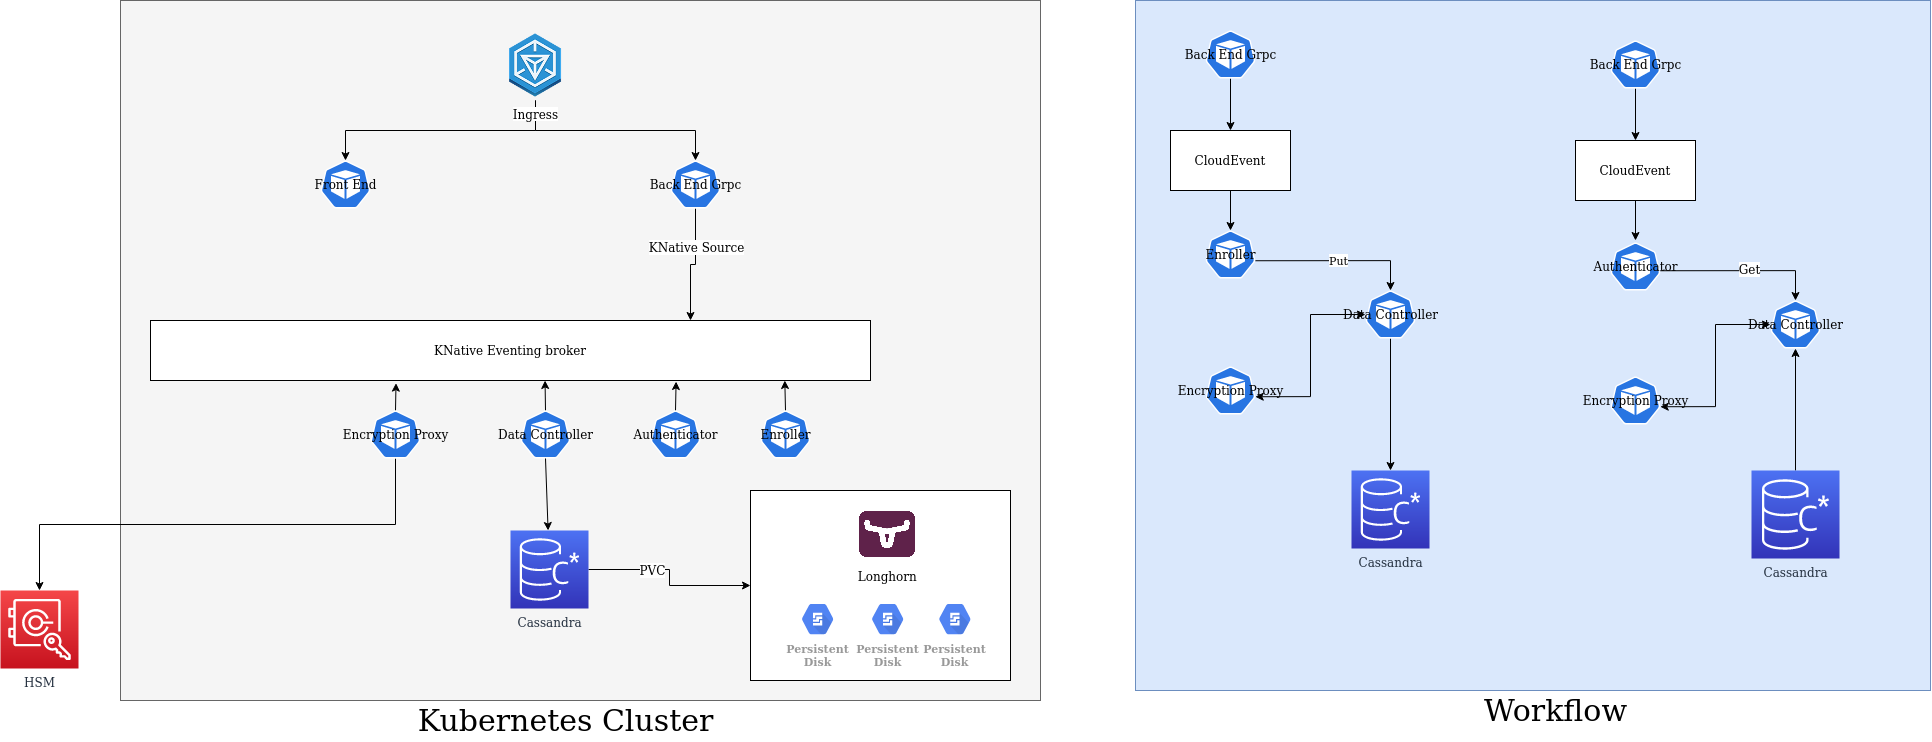 Ingress
Front End
Back End Grpc
KNative Source
KNative Eventing broker
Encryption Proxy
Data Controller
Authenticator
Enroller
PVC
Cassandra
Longhorn
Persistent
Disk
Persistent
Disk
Persistent
Disk
HSM
Kubernetes Cluster
Back End Grpc
CloudEvent
Enroller
Put
Data Controller
Encryption Proxy
Cassandra
Back End Grpc
CloudEvent
Authenticator
Get
Data Controller
Encryption Proxy
C*
Cassandra
Workflow